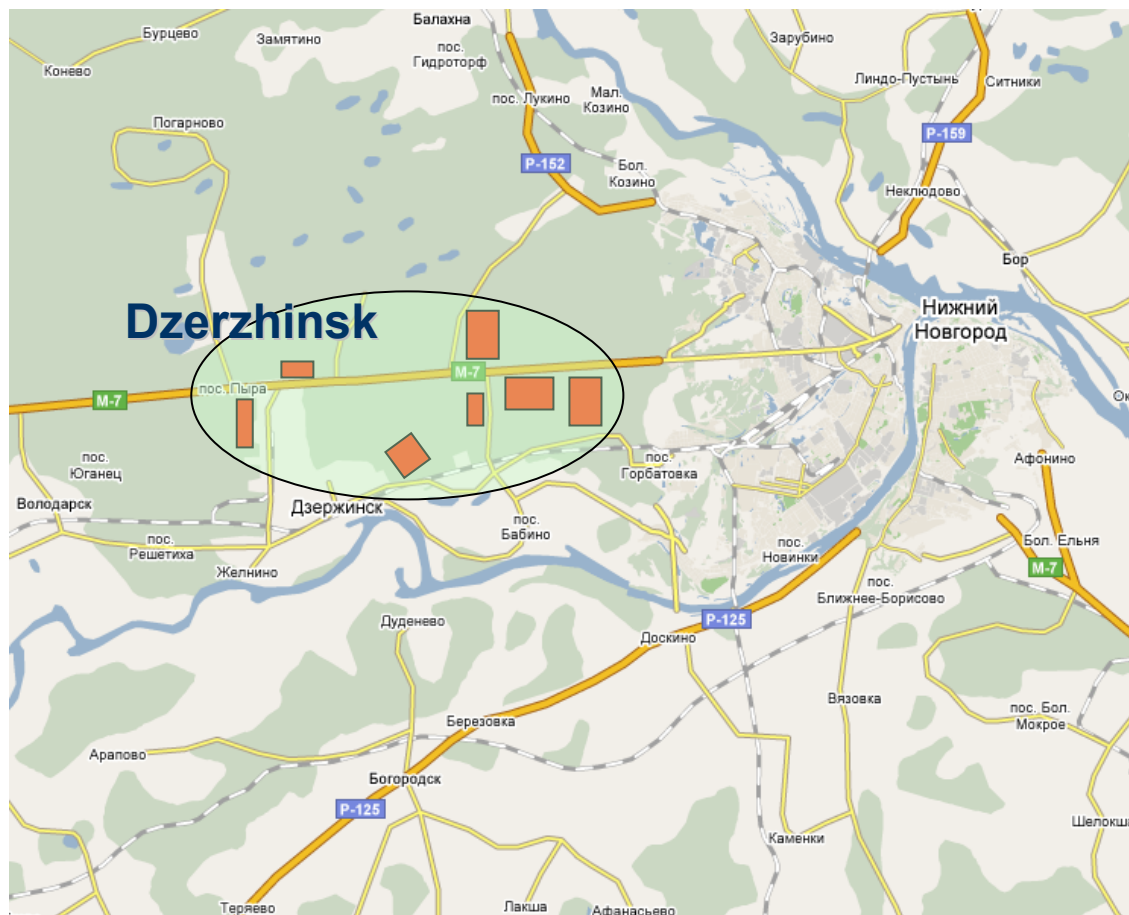 Балахна
Бурцево
Замятино
пос.
Гидроторф
Зарубино
Конево
Линдо-Пустынь
Ситники
пос. Лукино
Мал.
Козино
Погарново
Р-159
Р-152
Бол.
Козино
Неклюдово
Бор
Dzerzhinsk
Нижний
Новгород
М-7
пос. Пыра
М-7
пос.
Юганец
пос.
Горбатовка
Афонино
Володарск
Дзержинск
пос.
Решетиха
пос.
Бабино
пос.
Новинки
Бол. Ельня
М-7
Желнино
пос.
Ближнее-Борисово
Дуденево
Р-125
Доскино
Вязовка
Березовка
пос. Бол.
Мокрое
Арапово
Богородск
Р-125
Каменки
Шелокша
Теряево
Лакша
Афанасьево